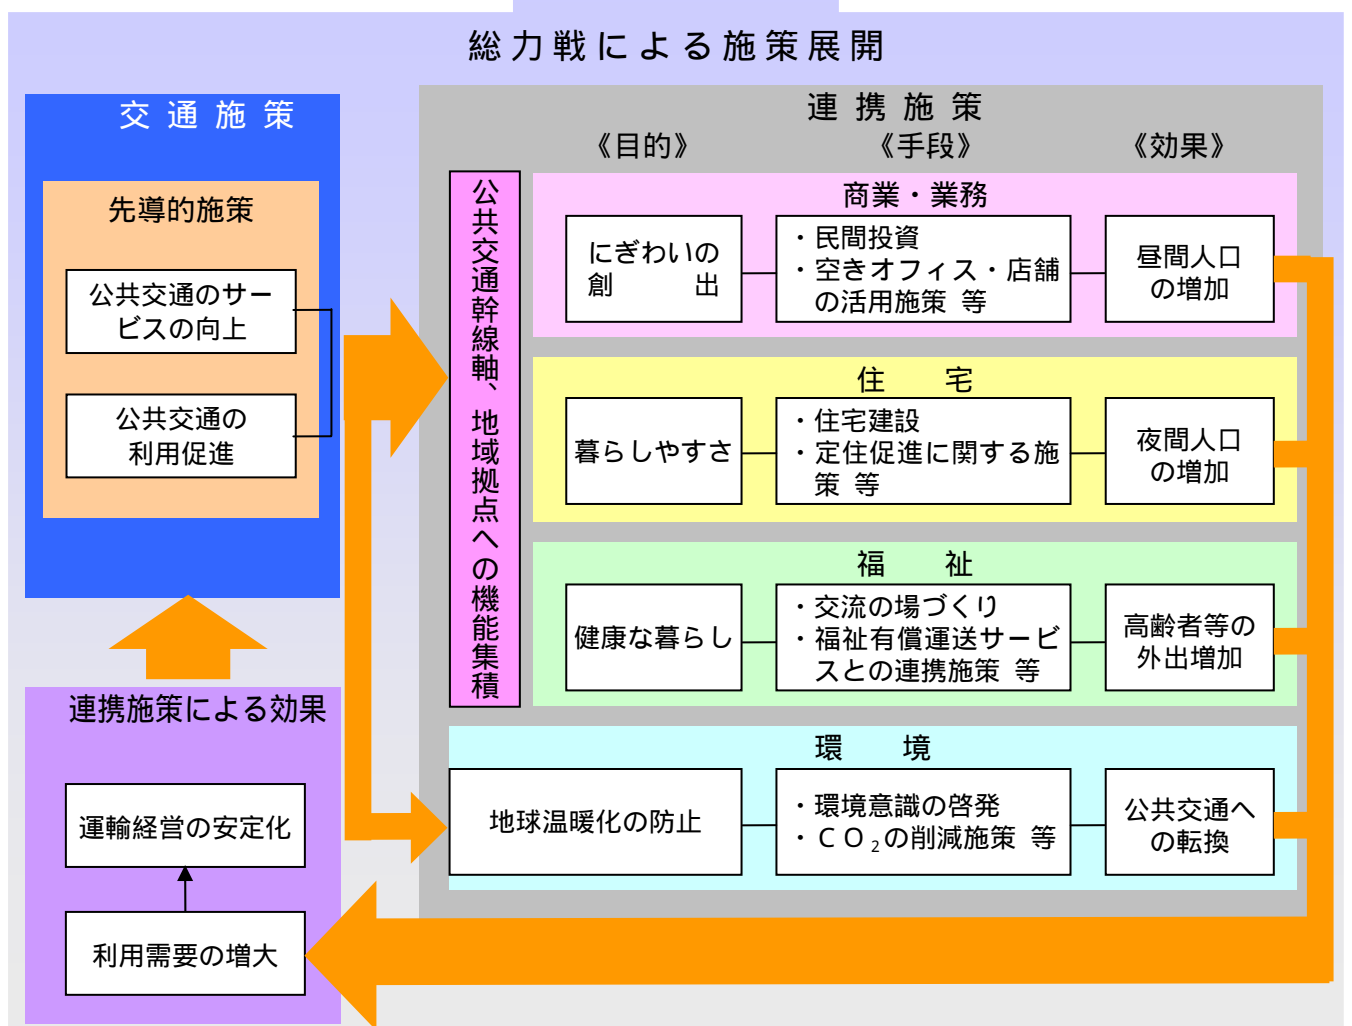 総力戦による施策展開
交通施策
先導的施策
公共交通のサー
ビスの向上
公共交通の
利用促進
連携施策による効果
運輸経営の安定化
利用需要の増大
連携施策
《目的》 《手段》 《効果》
公共交通幹線軸、地域拠点への機能集積
商業・業務
にぎわいの
創出
・民間投資
・空きオフィス・店舗
の活用施策 等
昼間人口
の増加
住宅
暮らしやすさ
・住宅建設
・定住促進に関する施
策 等
夜間人口
の増加
福祉
健康な暮らし
・交流の場づくり
・福祉有償運送サービ
スとの連携施策 等
高齢者等の
外出増加
環境
地球温暖化の防止
・環境意識の啓発
・ＣＯ₂の削減施策 等
公共交通へ
の転換